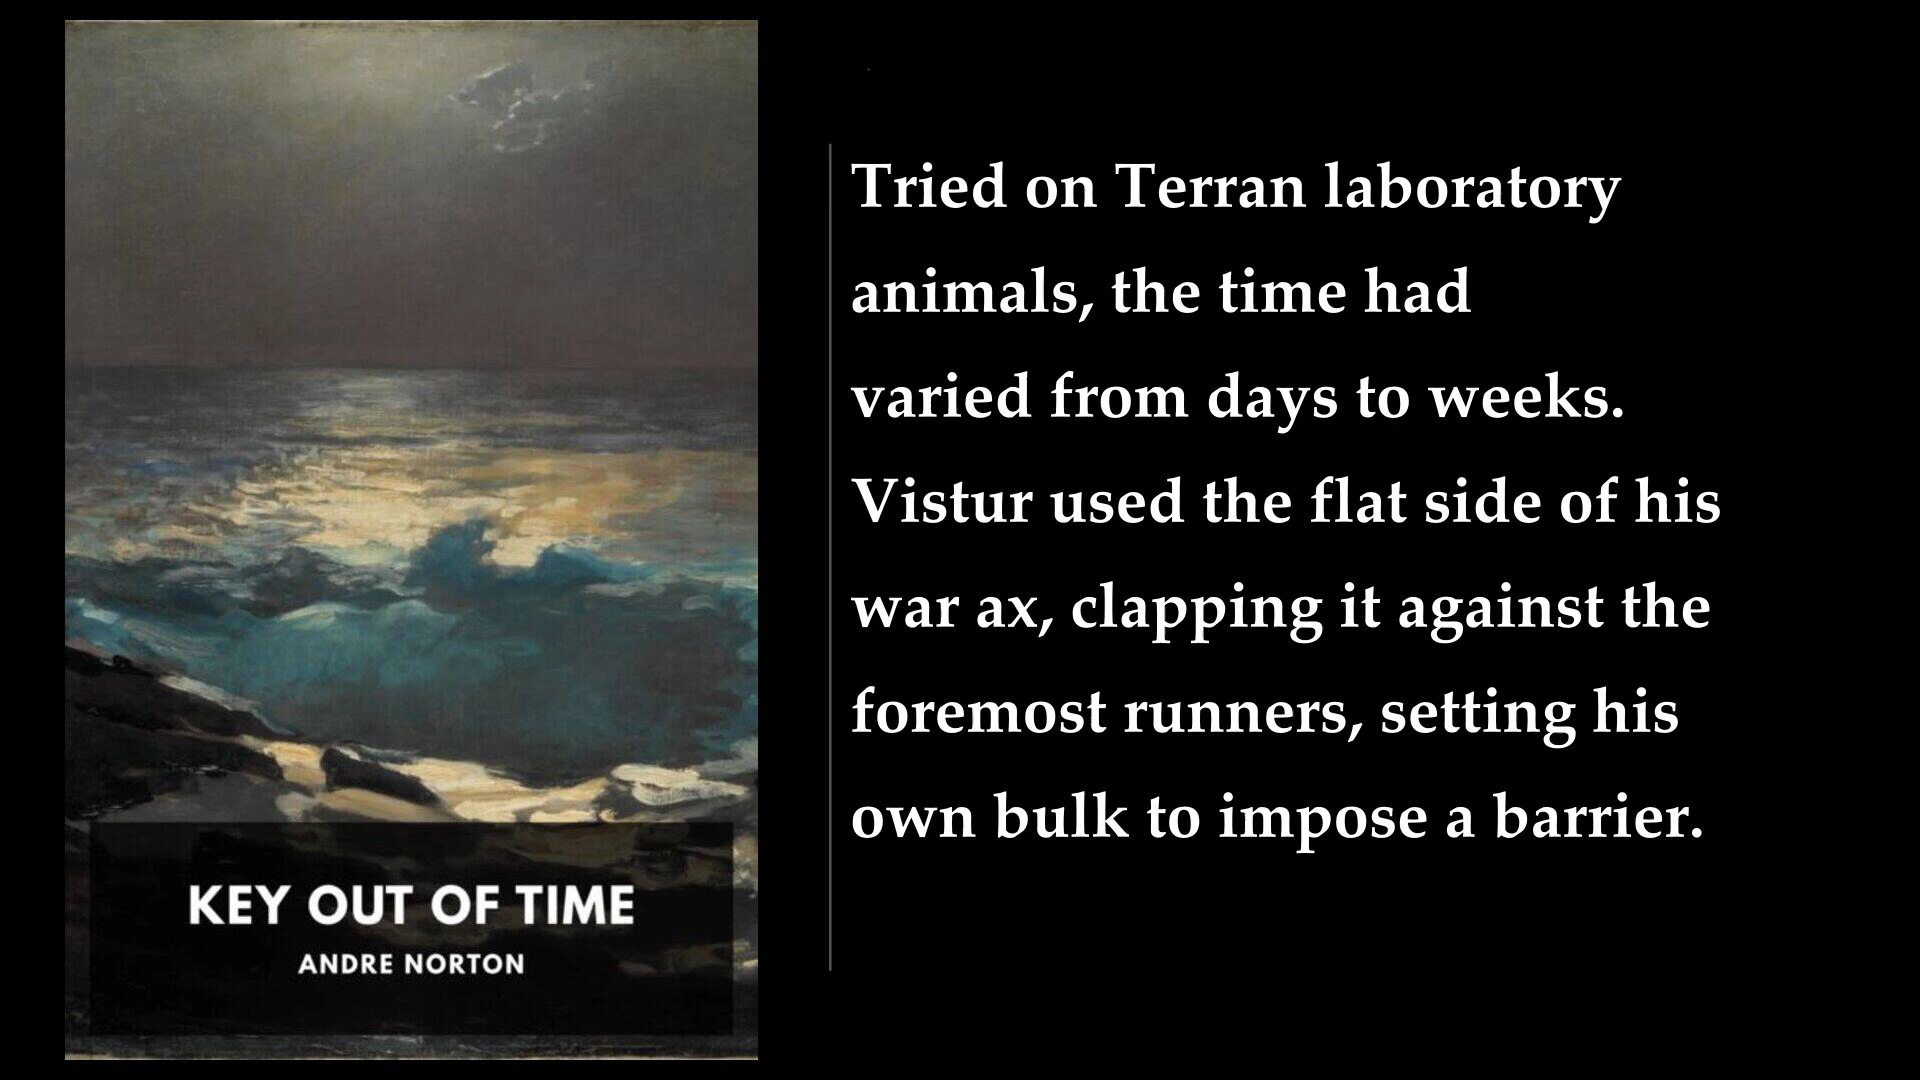 KEY OUT OF TIME
ANDRE NORTON
Tried on Terran laboratory
animals, the time had
varied from days to weeks.
Vistur used the flat side of his
war ax, clapping it against the
foremost runners, setting his
own bulk to impose a barrier.